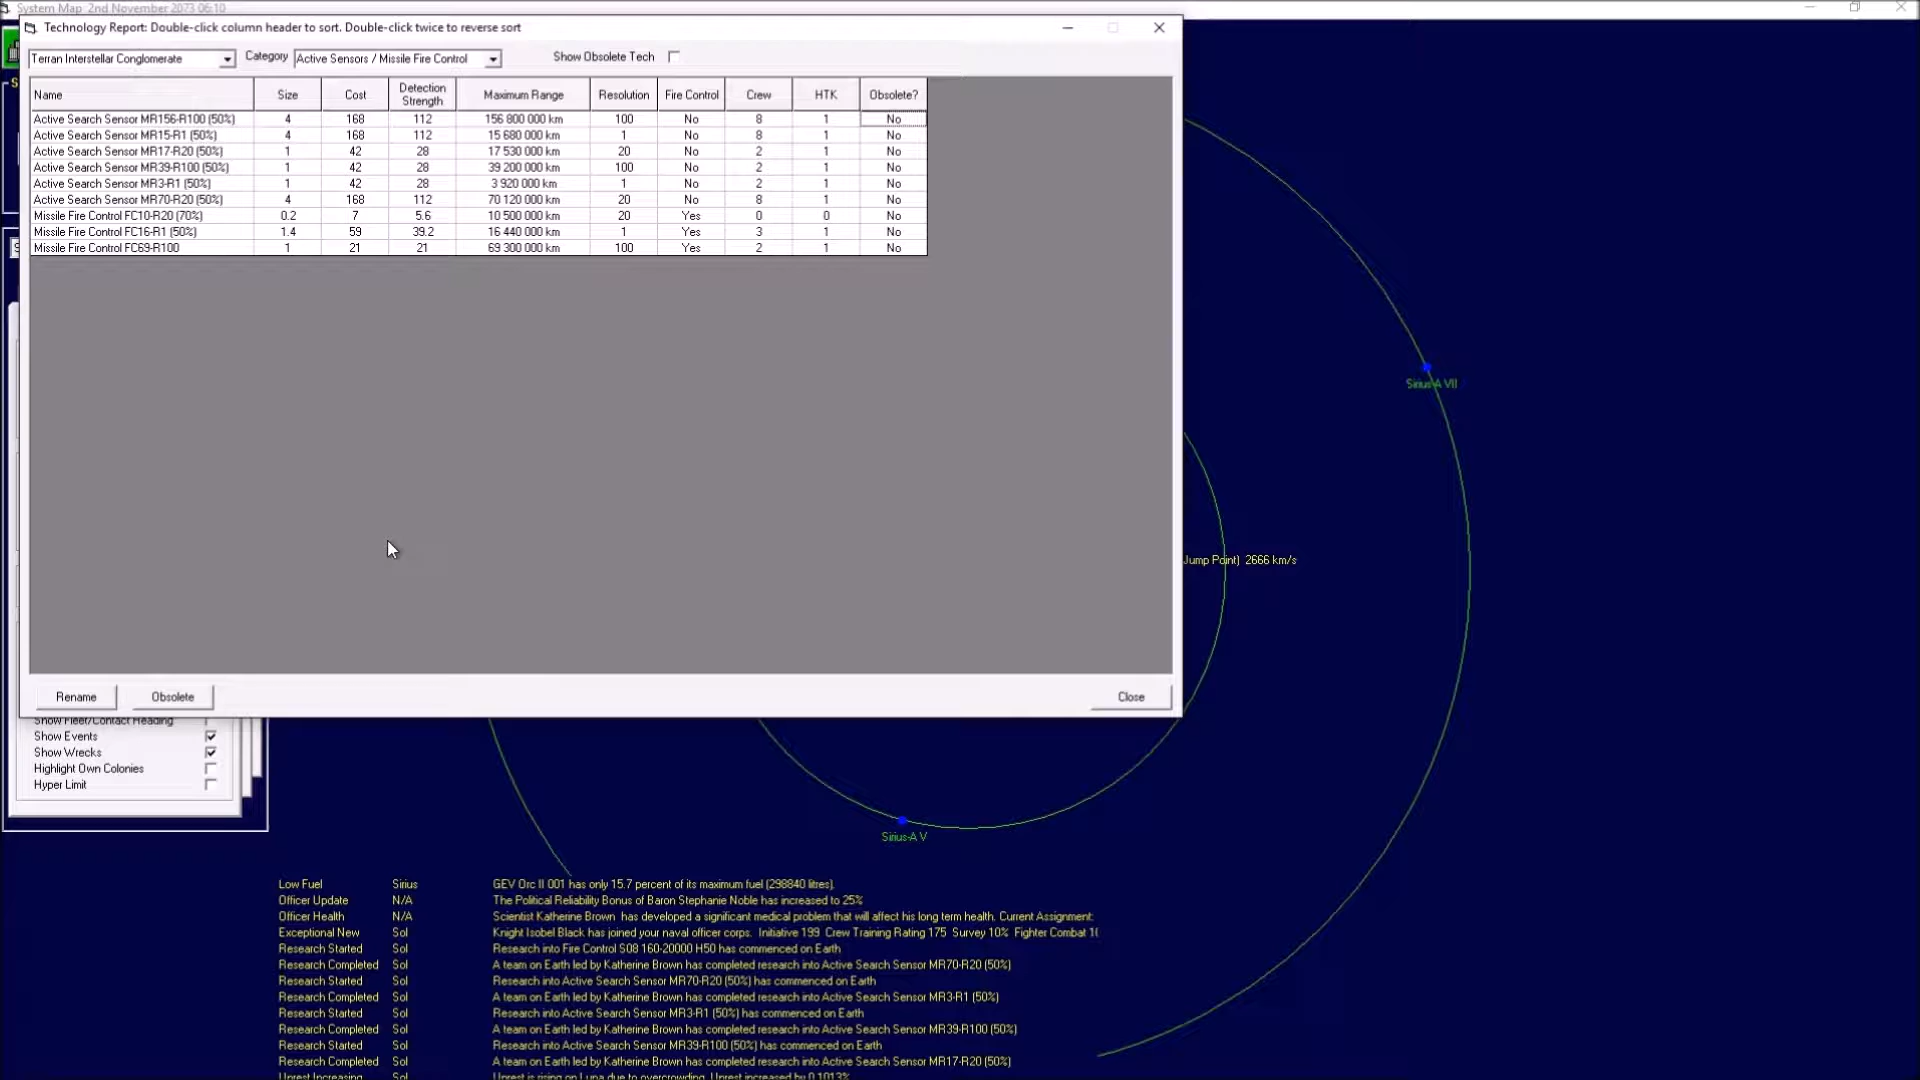 System Map 2nd November 2073 06:10
Technology Report: Double-click column header to sort. Double-click twice to reverse sort
Terran Interstellar Conglomerate Category Active Sensors / Missile Fire Control Show Obsolete Tech
Name Size Cost Detection Strength Maximum Range Resolution Fire Control Crew HTK Obsolete?
Active Search Sensor MR156-R100 (50%) 4 168 112 156 800 000 km 100 No 8 1 No
Active Search Sensor MR15-R1 (50%) 4 168 112 15 680 000 km 1 No 8 1 No
Active Search Sensor MR17-R20 (50%) 1 42 28 17 530 000 km 20 No 2 1 No
Active Search Sensor MR39-R100 (50%) 1 42 28 39 200 000 km 100 No 2 1 No
Active Search Sensor MR3-R1 (50%) 1 42 28 3 920 000 km 1 No 2 1 No
Active Search Sensor MR70-R20 (50%) 4 168 112 70 120 000 km 20 No 8 1 No
Missile Fire Control FC10-R20 (70%) 0.2 7 5.6 10 500 000 km 20 Yes 0 0 No
Missile Fire Control FC16-R1 (50%) 1.4 59 39.2 16 440 000 km 1 Yes 3 1 No
Missile Fire Control FC69-R100 1 21 21 69 300 000 km 100 Yes 2 1 No
Sirius-A VII
Jump Point) 2666 km/s
Rename Obsolete Close
Show Fleet/Contact Heading
Show Events
Show Wrecks
Highlight Own Colonies
Hyper Limit
Sirius-A V
Low Fuel Sirius GEV Orc II 001 has only 15.7 percent of its maximum fuel (298840 litres).
Officer Update N/A The Political Reliability Bonus of Baron Stephanie Noble has increased to 25%
Officer Health N/A Scientist Katherine Brown has developed a significant medical problem that will affect his long term health. Current Assignment:
Exceptional New Sol Knight Isobel Black has joined your naval officer corps. Initiative 199 Crew Training Rating 175 Survey 10% Fighter Combat 1(
Research Started Sol Research into Fire Control S08 160-20000 H50 has commenced on Earth
Research Completed Sol A team on Earth led by Katherine Brown has completed research into Active Search Sensor MR70-R20 (50%)
Research Started Sol Research into Active Search Sensor MR70-R20 (50%) has commenced on Earth
Research Completed Sol A team on Earth led by Katherine Brown has completed research into Active Search Sensor MR3-R1 (50%)
Research Started Sol Research into Active Search Sensor MR3-R1 (50%) has commenced on Earth
Research Completed Sol A team on Earth led by Katherine Brown has completed research into Active Search Sensor MR39-R100 (50%)
Research Started Sol Research into Active Search Sensor MR39-R100 (50%) has commenced on Earth
Research Completed Sol A team on Earth led by Katherine Brown has completed research into Active Search Sensor MR17-R20 (50%)
Unrest Increasing Sol Unrest is rising on Luna due to overcrowding. Unrest increased by 0.1013%